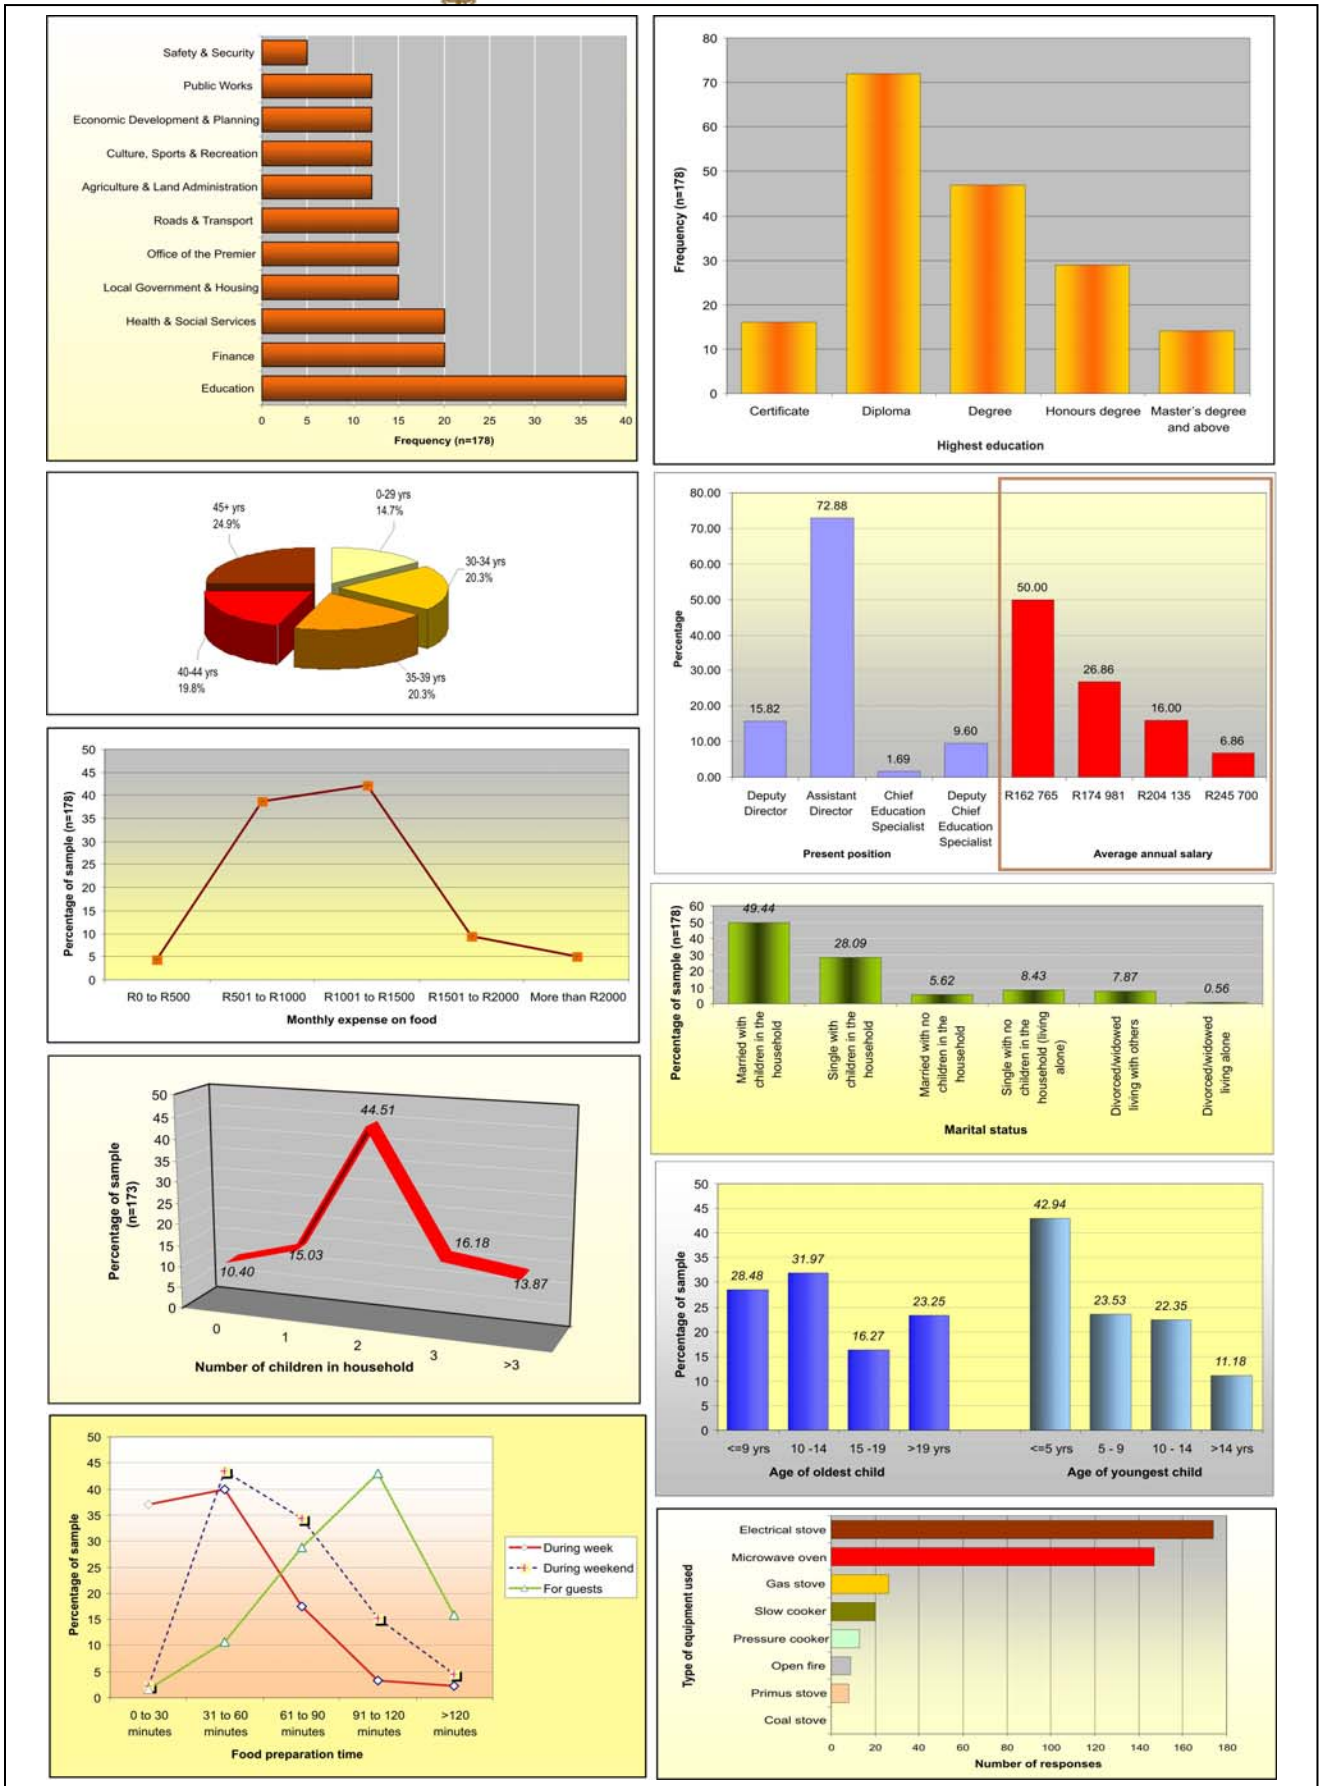 Safety & Security
Public Works
Economic Development & Planning
Culture, Sports & Recreation
Agriculture & Land Administration
Roads & Transport
Office of the Premier
Local Government & Housing
Health & Social Services
Finance
Education
0 5 10 15 20 25 30 35 40
Frequency (n=178)
80
70
60
50
40
30
20
10
0
Frequency (n=178)
Certificate Diploma Degree Honours degree Master's degree
and above
Highest education
45+ yrs
24.9%
0-29 yrs
14.7%
30-34 yrs
20.3%
35-39 yrs
20.3%
40-44 yrs
19.8%
80.00
70.00
60.00
50.00
40.00
30.00
20.00
10.00
0.00
Percentage
15.82
72.88
1.69
9.60
50.00
26.86
16.00
6.86
Deputy
Director
Assistant
Director
Chief
Education
Specialist
Deputy
Chief
Education
Specialist
R162 765 R174 981 R204 135 R245 700
Present position
Average annual salary
50
45
40
35
30
25
20
15
10
5
0
Percentage of sample (n=178)
R0 to R500 R501 to R1000 R1001 to R1500 R1501 to R2000 More than R2000
Monthly expense on food
60
50
40
30
20
10
0
Percentage of sample (n=178)
49.44
28.09
5.62
8.43
7.87
0.56
Married with
children in the
household
Single with
children in the
household
Married with no
children in the
household
Single with no
children in the
household (living
alone)
Divorced/widowed
living with others
Divorced/widowed
living alone
Marital status
50
45
40
35
30
25
20
15
10
5
0
Percentage of sample
(n=173)
10.40
15.03
44.51
16.18
13.87
0
1
2
3
>3
Number of children in household
50
45
40
35
30
25
20
15
10
5
0
Percentage of sample
28.48
31.97
16.27
23.25
42.94
23.53
22.35
11.18
<=9 yrs 10 -14 15 -19 >19 yrs <=5 yrs 5 - 9 10 - 14 >14 yrs
Age of oldest child
Age of youngest child
50
45
40
35
30
25
20
15
10
5
0
Percentage of sample
0 to 30
minutes
31 to 60
minutes
61 to 90
minutes
91 to 120
minutes
>120
minutes
Food preparation time
During week
During weekend
For guests
Type of equipment used
Electrical stove
Microwave oven
Gas stove
Slow cooker
Pressure cooker
Open fire
Primus stove
Coal stove
0 20 40 60 80 100 120 140 160 180
Number of responses